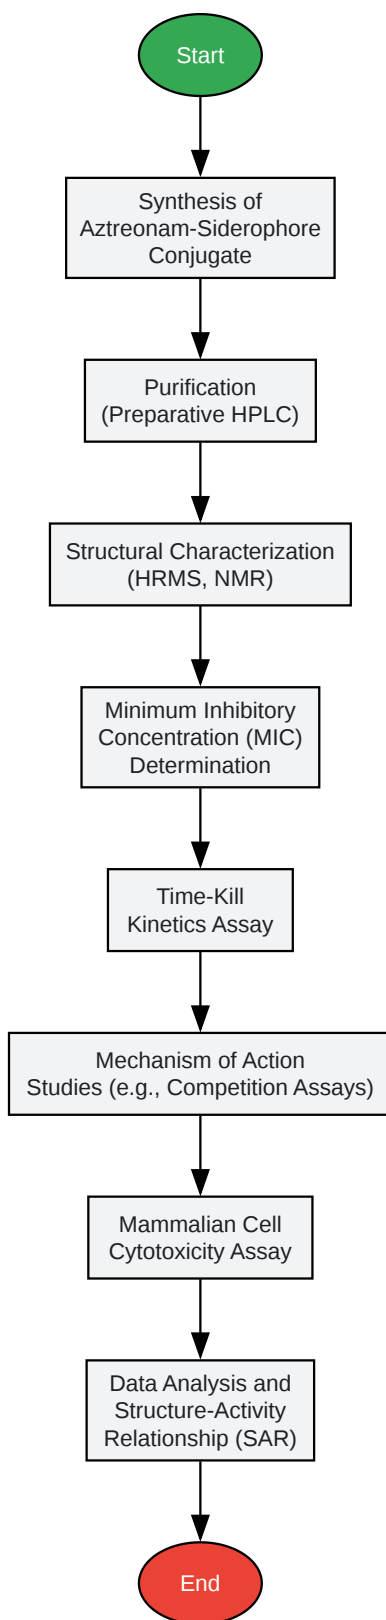 Start
Synthesis of
Aztreonam-Siderophore
Conjugate
Purification
(Preparative HPLC)
Structural Characterization
(HRMS, NMR)
Minimum Inhibitory
Concentration (MIC)
Determination
Time-Kill
Kinetics Assay
Mechanism of Action
Studies (e.g., Competition Assays)
Mammalian Cell
Cytotoxicity Assay
Data Analysis and
Structure-Activity
Relationship (SAR)
End